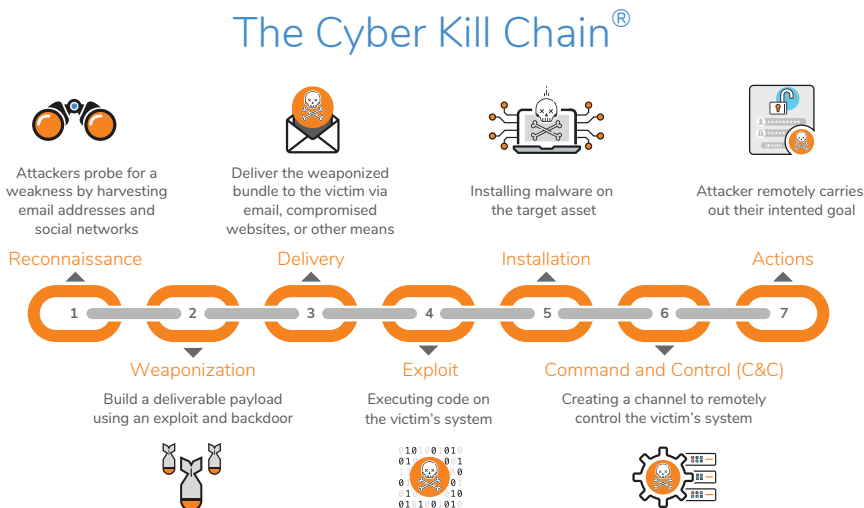 The Cyber Kill Chain®
Attackers probe for a
weakness by harvesting
email addresses and
social networks
Reconnaissance
Deliver the weaponized
bundle to the victim via
email, compromised
websites, or other means
Delivery
Installing malware on
the target asset
Installation
Attacker remotely carries
out their intented goal
Actions
1
2
3
4
5
6
7
Weaponization
Build a deliverable payload
using an exploit and backdoor
Exploit
Executing code on
the victim's system
Command and Control (C&C)
Creating a channel to remotely
control the victim's system